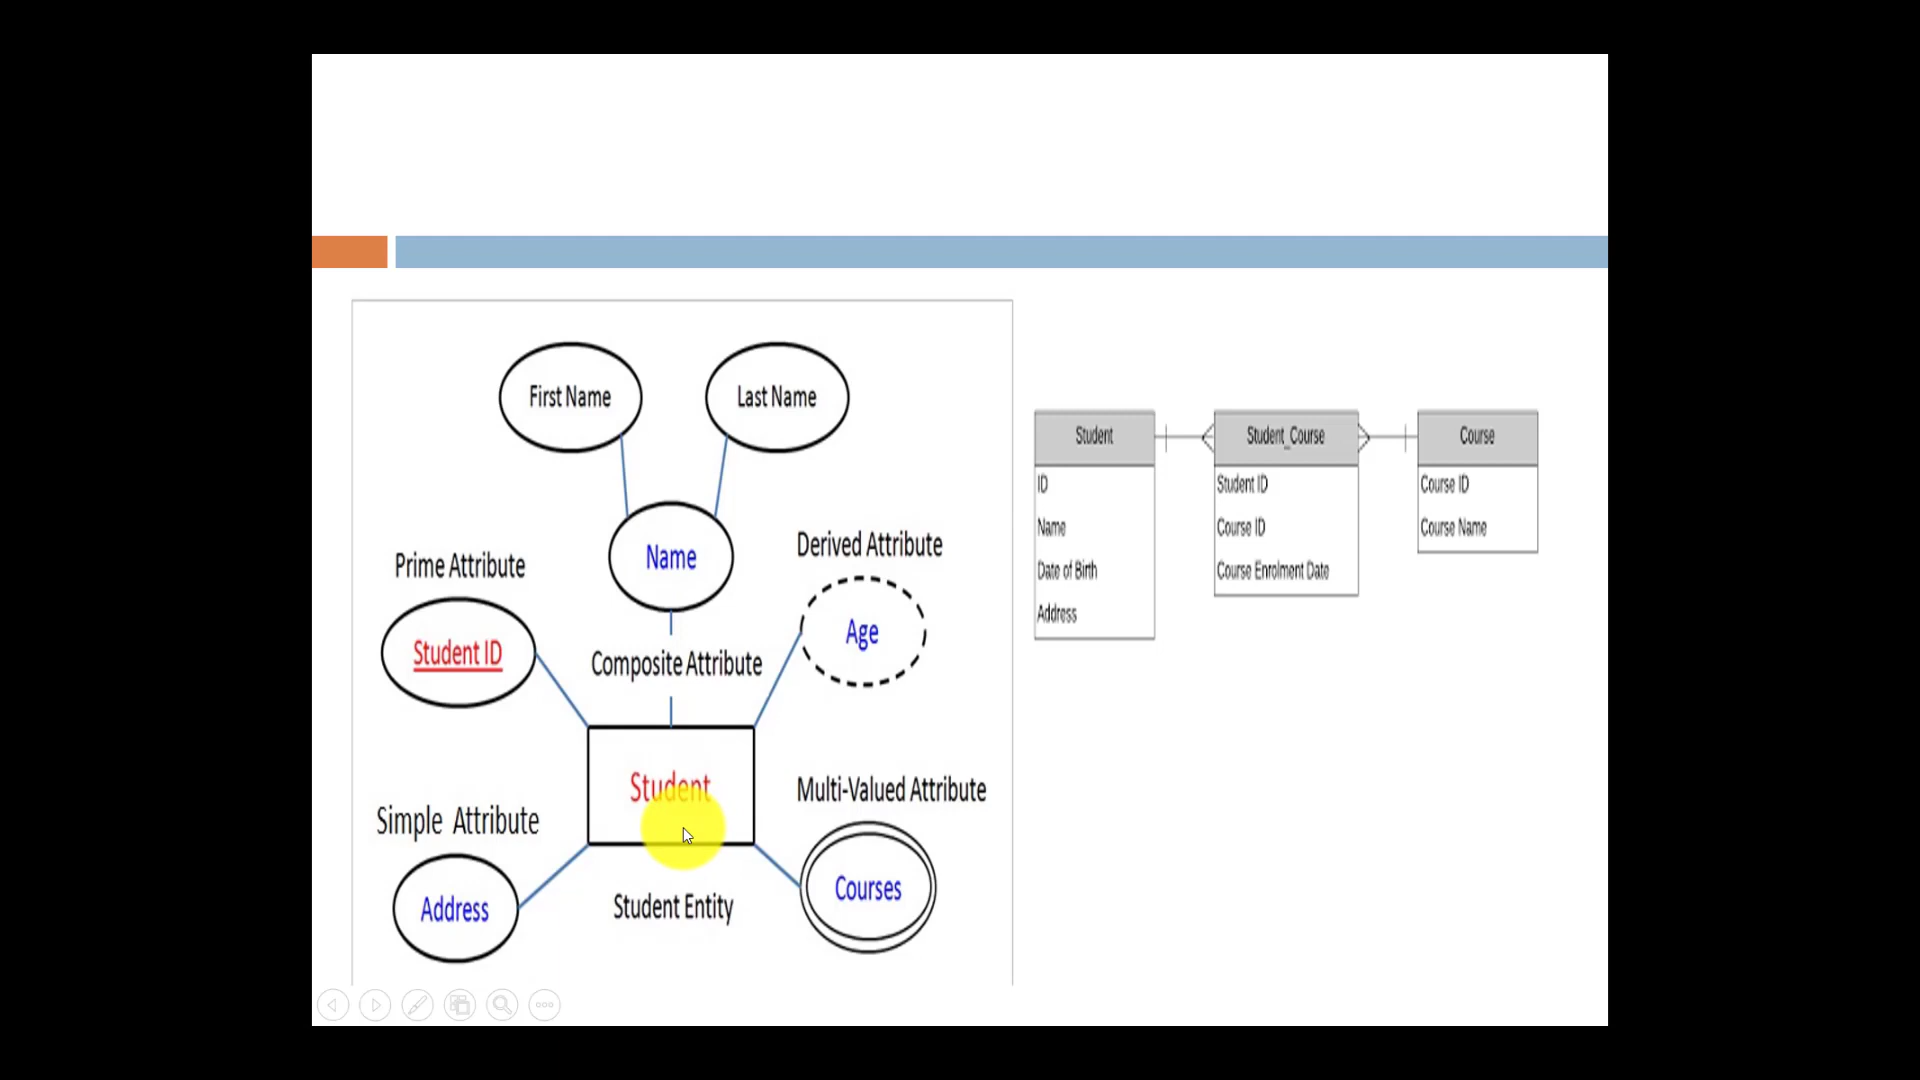 First Name
Last Name
Name
Prime Attribute
Derived Attribute
Student ID
Age
Composite Attribute
Student
Simple Attribute
Multi-Valued Attribute
Address
Student Entity
Courses
Student
ID
Name
Date of Birth
Address
Student_Course
Student ID
Course ID
Course Enrolment Date
Course
Course ID
Course Name